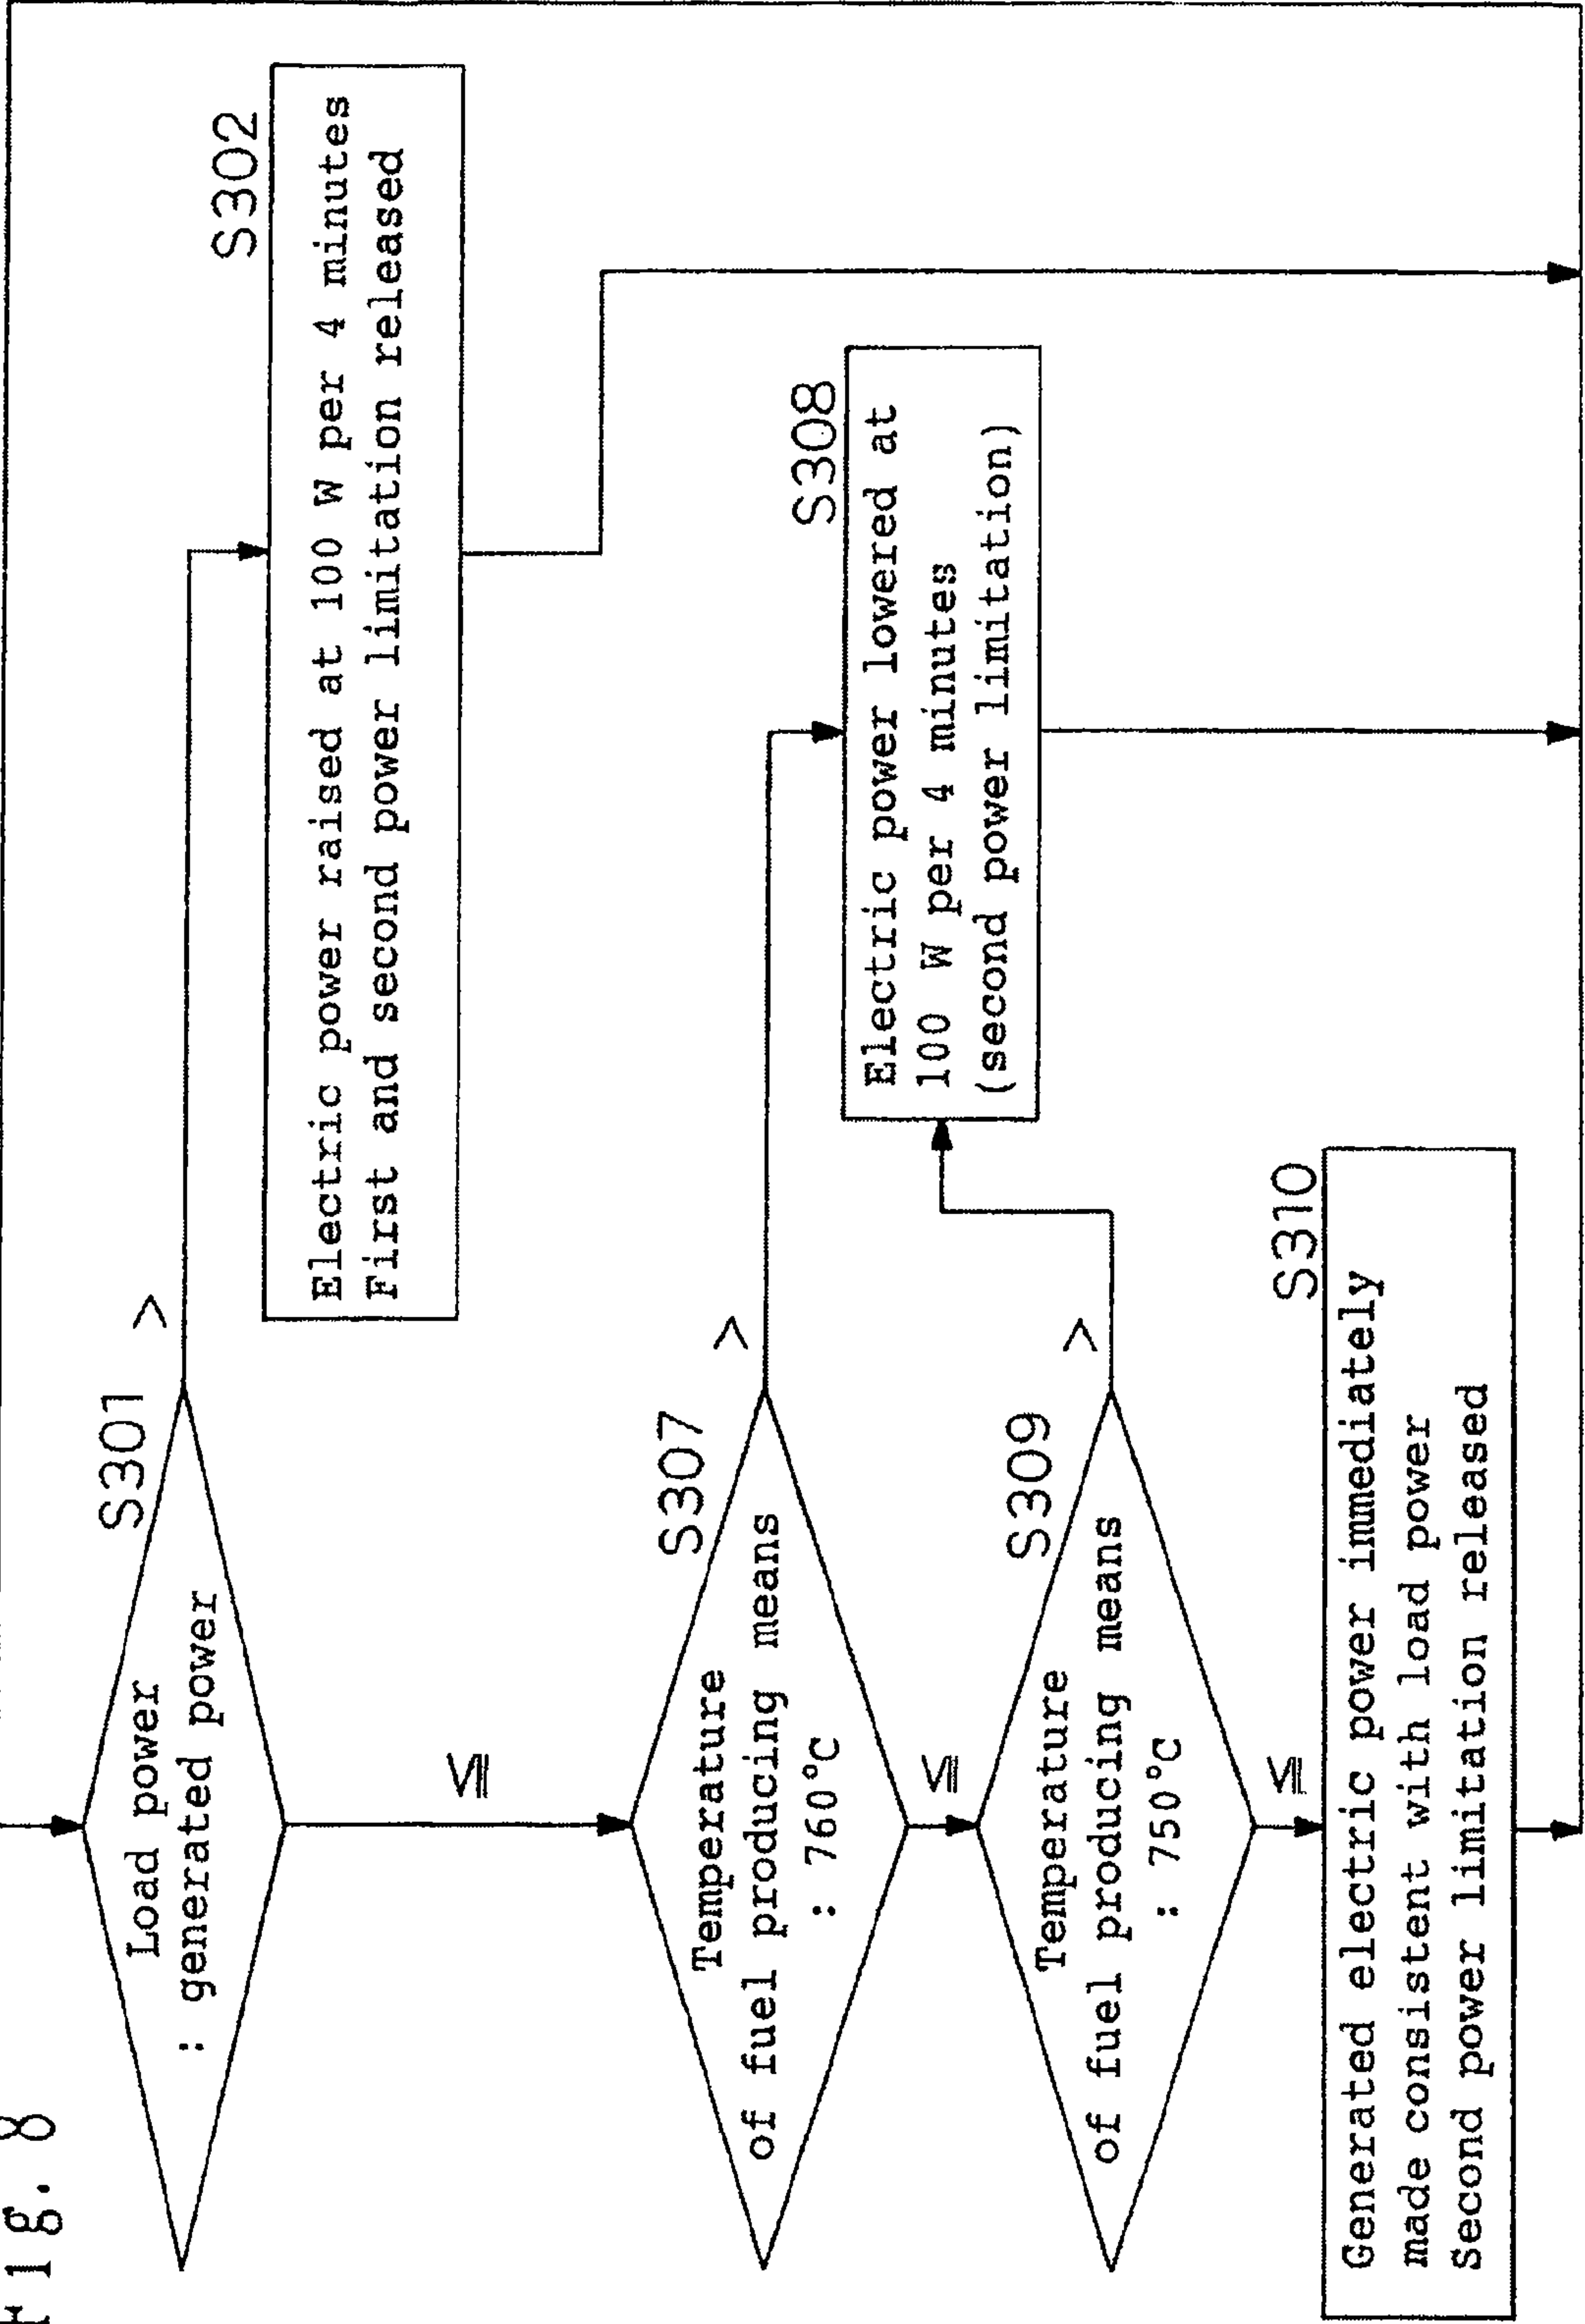 Fig. 8
S301
Load power
: generated power
>
S302
Electric power raised at 100 W per 4 minutes
First and second power limitation released
≦
S307
Temperature
of fuel producing means
: 760°C
>
S308
Electric power lowered at
100 W per 4 minutes
(second power limitation)
≦
S309
Temperature
of fuel producing means
: 750°C
>
≦
S310
Generated electric power immediately
made consistent with load power
Second power limitation released